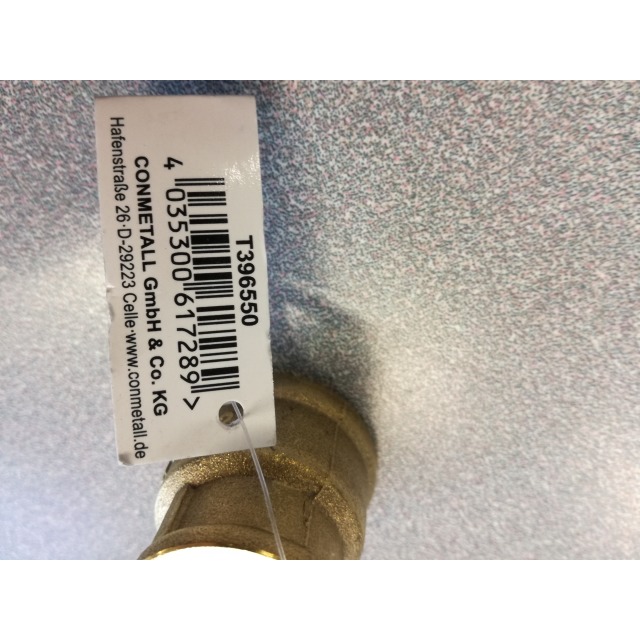 T396550
4 035300 617289 >
CONMETALL GmbH & Co. KG
Hafenstraße 26·D-29223 Celle·www.conmetall.de